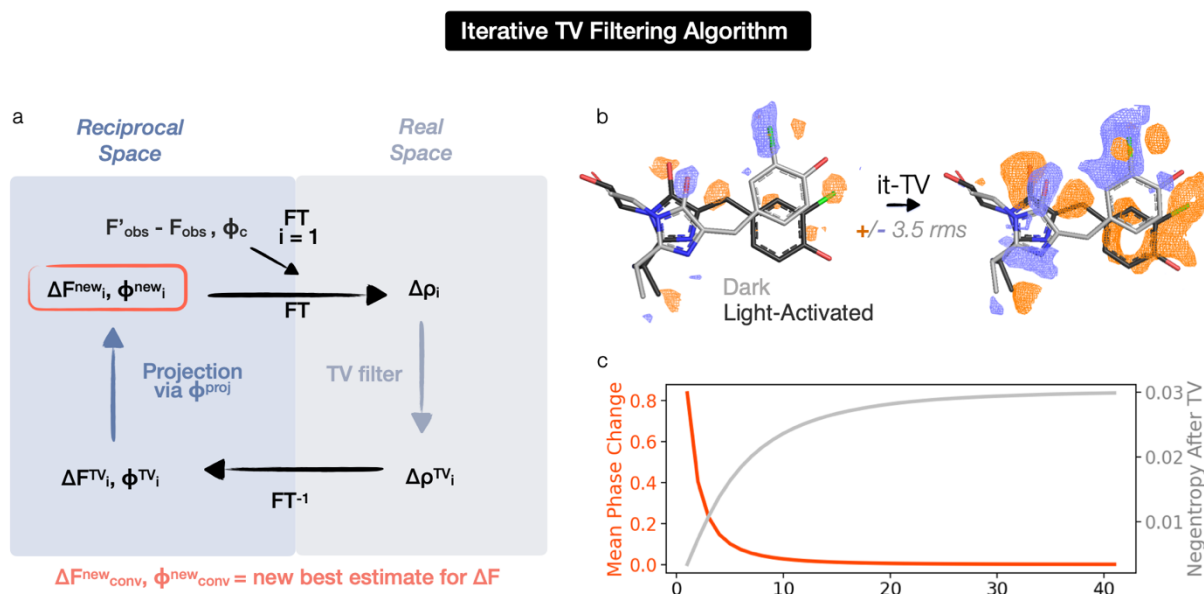 Iterative TV Filtering Algorithm
a
Reciprocal
Space
Real
Space
F'obs - Fobs , ϕc
FT
i = 1
ΔFnewi, ϕnewi
FT
Δρi
Projection
via ϕproj
TV filter
ΔFTVi, ϕTVi
FT-1
ΔρTVi
ΔFnewconv, ϕnewconv = new best estimate for ΔF
b
it-TV
+/- 3.5 rms
Dark
Light-Activated
c
Mean Phase Change
0.8
0.6
0.4
0.2
0.0
0
10
20
30
40
0.03
0.02
0.01
Negentropy After TV